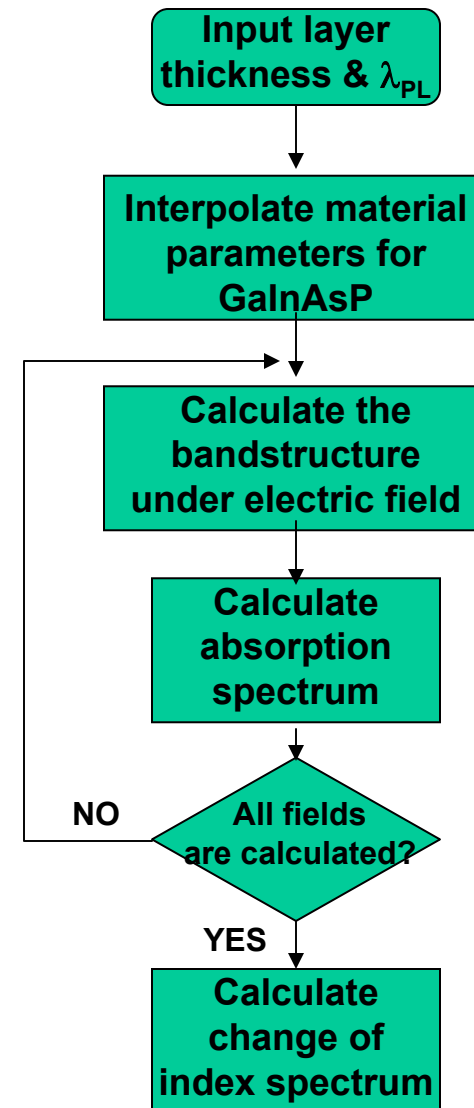 Input layer
thickness & λPL
Interpolate material
parameters for
GaInAsP
Calculate the
bandstructure
under electric field
Calculate
absorption
spectrum
NO
All fields
are calculated?
YES
Calculate
change of
index spectrum